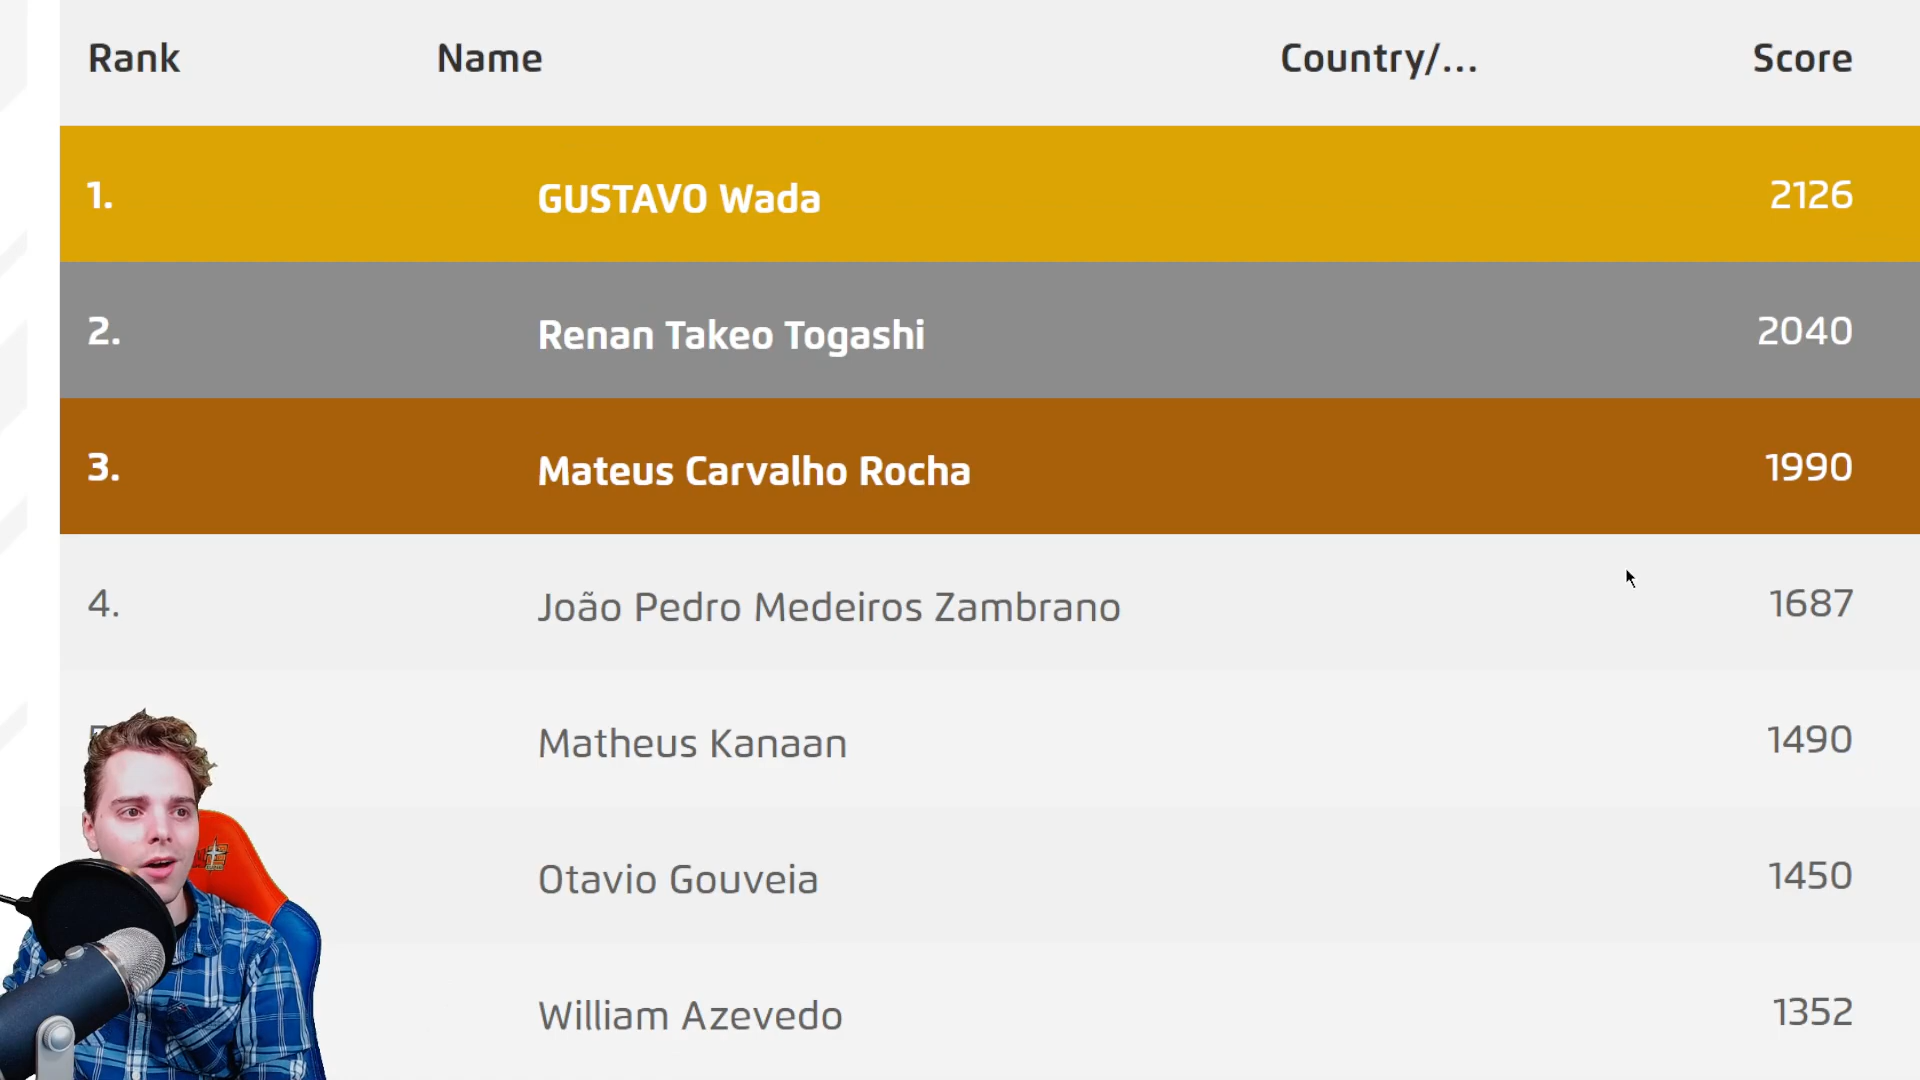 Rank Name Country/... Score
1. GUSTAVO Wada 2126
2. Renan Takeo Togashi 2040
3. Mateus Carvalho Rocha 1990
4. João Pedro Medeiros Zambrano 1687
Matheus Kanaan 1490
Otavio Gouveia 1450
William Azevedo 1352